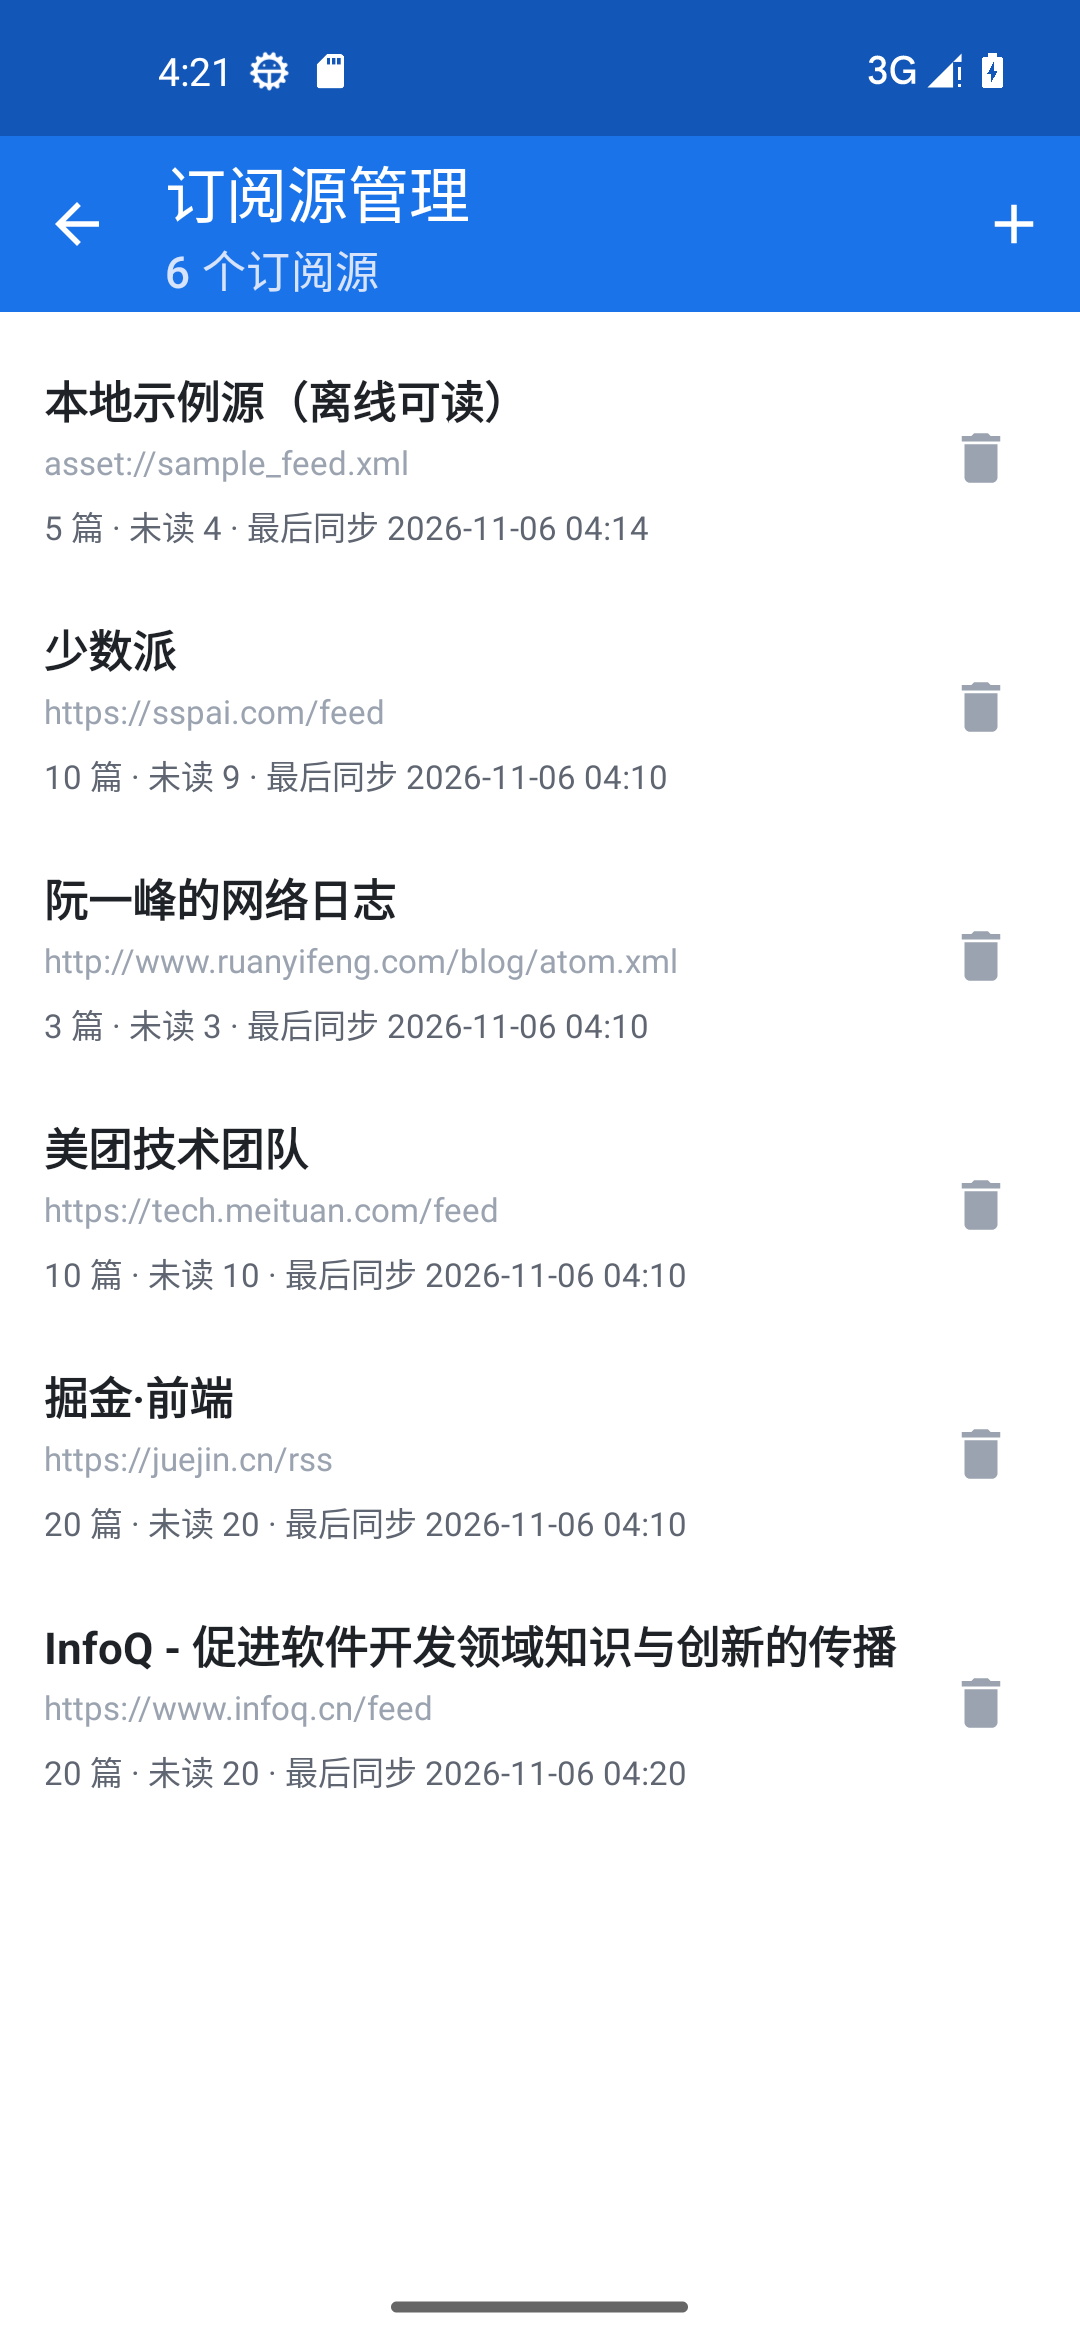 4:21
3G
订阅源管理
6 个订阅源
本地示例源（离线可读）
asset://sample_feed.xml
5 篇 · 未读 4 · 最后同步 2026-11-06 04:14
少数派
https://sspai.com/feed
10 篇 · 未读 9 · 最后同步 2026-11-06 04:10
阮一峰的网络日志
http://www.ruanyifeng.com/blog/atom.xml
3 篇 · 未读 3 · 最后同步 2026-11-06 04:10
美团技术团队
https://tech.meituan.com/feed
10 篇 · 未读 10 · 最后同步 2026-11-06 04:10
掘金·前端
https://juejin.cn/rss
20 篇 · 未读 20 · 最后同步 2026-11-06 04:10
InfoQ - 促进软件开发领域知识与创新的传播
https://www.infoq.cn/feed
20 篇 · 未读 20 · 最后同步 2026-11-06 04:20